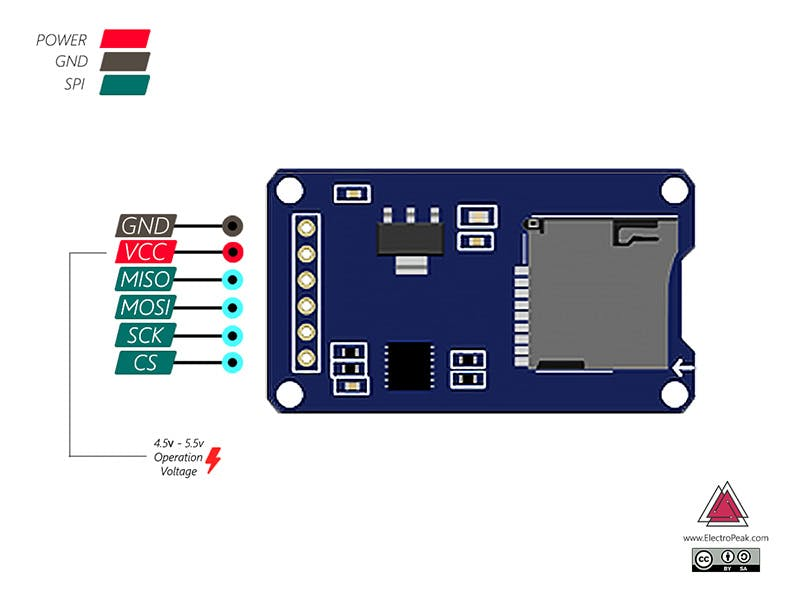 POWER
GND
SPI
GND
VCC
MISO
MOSI
SCK
CS
4.5v - 5.5v
Operation
Voltage
www.ElectroPeak.com
cc
BY SA